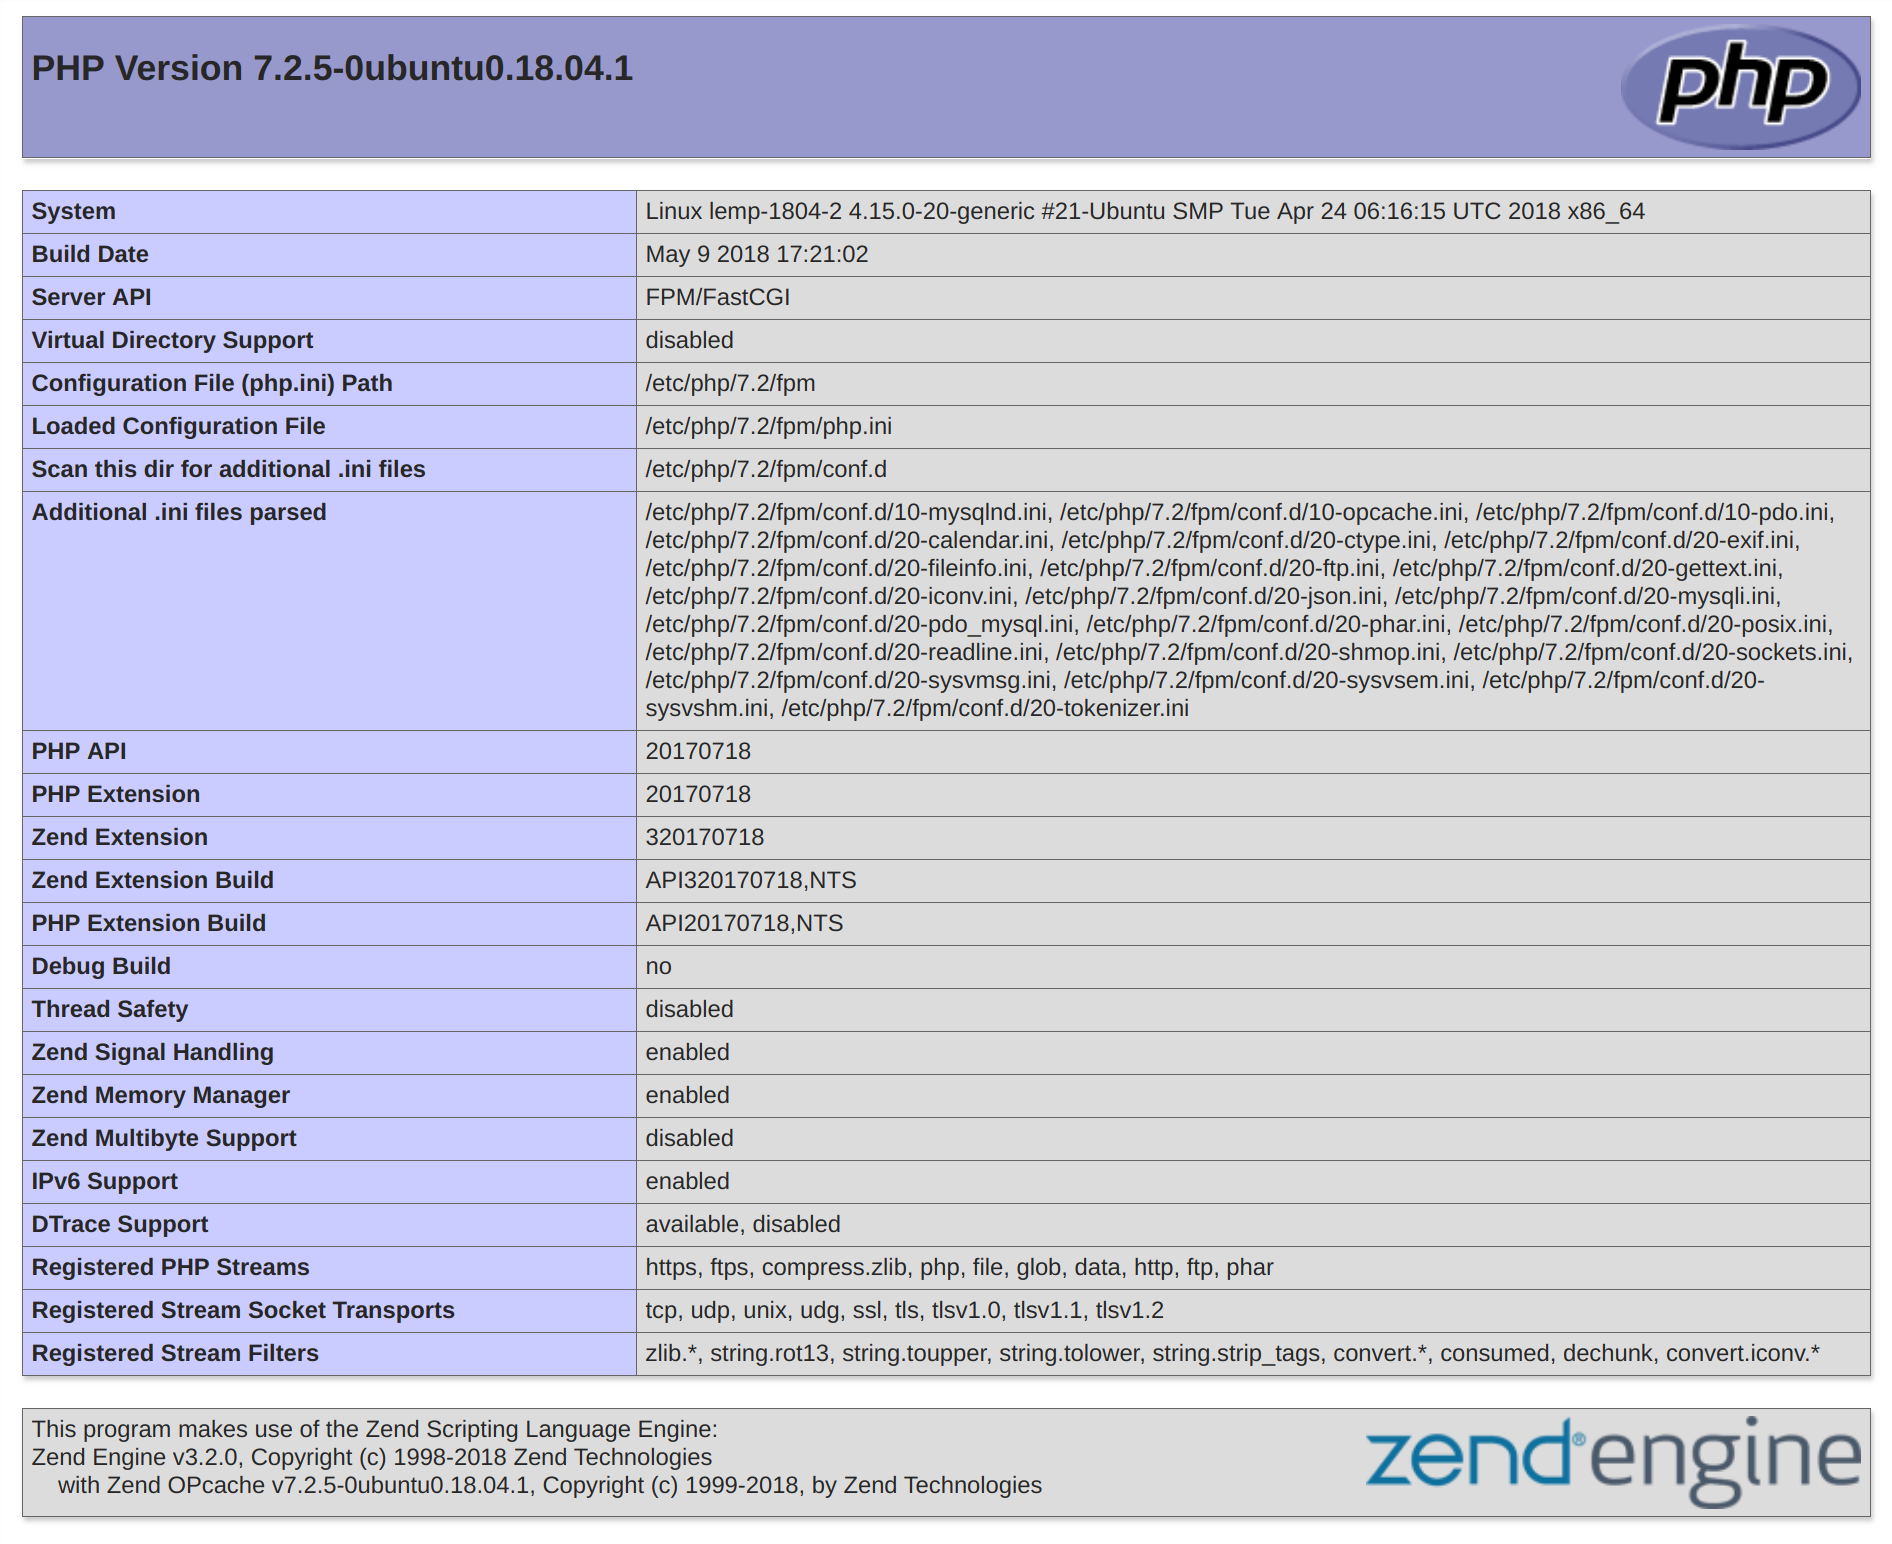 PHP Version 7.2.5-0ubuntu0.18.04.1
php
System Linux lemp-1804-2 4.15.0-20-generic #21-Ubuntu SMP Tue Apr 24 06:16:15 UTC 2018 x86_64
Build Date May 9 2018 17:21:02
Server API FPM/FastCGI
Virtual Directory Support disabled
Configuration File (php.ini) Path /etc/php/7.2/fpm
Loaded Configuration File /etc/php/7.2/fpm/php.ini
Scan this dir for additional .ini files /etc/php/7.2/fpm/conf.d
Additional .ini files parsed /etc/php/7.2/fpm/conf.d/10-mysqlnd.ini, /etc/php/7.2/fpm/conf.d/10-opcache.ini, /etc/php/7.2/fpm/conf.d/10-pdo.ini,
/etc/php/7.2/fpm/conf.d/20-calendar.ini, /etc/php/7.2/fpm/conf.d/20-ctype.ini, /etc/php/7.2/fpm/conf.d/20-exif.ini,
/etc/php/7.2/fpm/conf.d/20-fileinfo.ini, /etc/php/7.2/fpm/conf.d/20-ftp.ini, /etc/php/7.2/fpm/conf.d/20-gettext.ini,
/etc/php/7.2/fpm/conf.d/20-iconv.ini, /etc/php/7.2/fpm/conf.d/20-json.ini, /etc/php/7.2/fpm/conf.d/20-mysqli.ini,
/etc/php/7.2/fpm/conf.d/20-pdo_mysql.ini, /etc/php/7.2/fpm/conf.d/20-phar.ini, /etc/php/7.2/fpm/conf.d/20-posix.ini,
/etc/php/7.2/fpm/conf.d/20-readline.ini, /etc/php/7.2/fpm/conf.d/20-shmop.ini, /etc/php/7.2/fpm/conf.d/20-sockets.ini,
/etc/php/7.2/fpm/conf.d/20-sysvmsg.ini, /etc/php/7.2/fpm/conf.d/20-sysvsem.ini, /etc/php/7.2/fpm/conf.d/20-
sysvshm.ini, /etc/php/7.2/fpm/conf.d/20-tokenizer.ini
PHP API 20170718
PHP Extension 20170718
Zend Extension 320170718
Zend Extension Build API320170718,NTS
PHP Extension Build API20170718,NTS
Debug Build no
Thread Safety disabled
Zend Signal Handling enabled
Zend Memory Manager enabled
Zend Multibyte Support disabled
IPv6 Support enabled
DTrace Support available, disabled
Registered PHP Streams https, ftps, compress.zlib, php, file, glob, data, http, ftp, phar
Registered Stream Socket Transports tcp, udp, unix, udg, ssl, tls, tlsv1.0, tlsv1.1, tlsv1.2
Registered Stream Filters zlib.*, string.rot13, string.toupper, string.tolower, string.strip_tags, convert.*, consumed, dechunk, convert.iconv.*
This program makes use of the Zend Scripting Language Engine:
Zend Engine v3.2.0, Copyright (c) 1998-2018 Zend Technologies
with Zend OPcache v7.2.5-0ubuntu0.18.04.1, Copyright (c) 1999-2018, by Zend Technologies
zend®engine